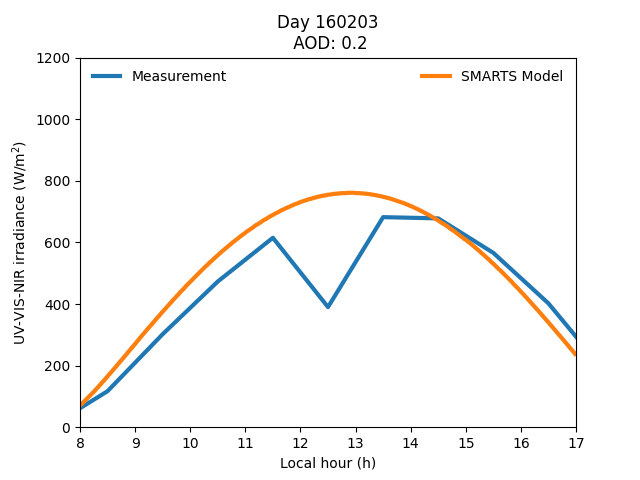 Day 160203
AOD: 0.2
Measurement
SMARTS Model
UV-VIS-NIR irradiance (W/m²)
1200
1000
800
600
400
200
0
8 9 10 11 12 13 14 15 16 17
Local hour (h)